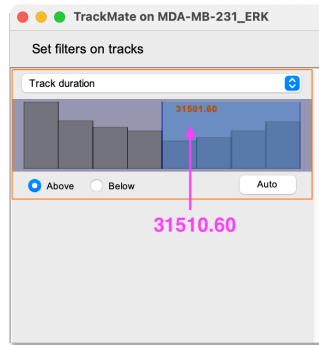 TrackMate on MDA-MB-231_ERK
Set filters on tracks
Track duration
31501.60
Above Below Auto
31510.60